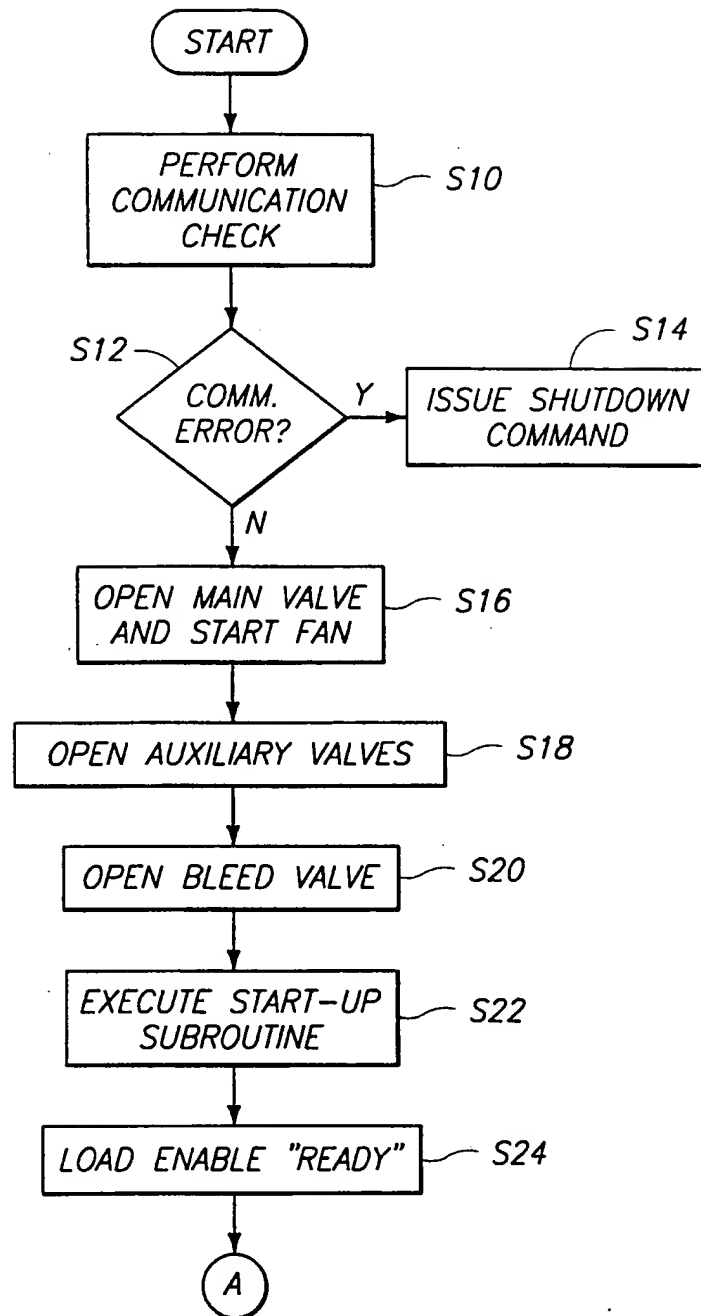 START
PERFORM
COMMUNICATION
CHECK
S10
S12
COMM.
ERROR?
Y
S14
ISSUE SHUTDOWN
COMMAND
N
OPEN MAIN VALVE
AND START FAN
S16
OPEN AUXILIARY VALVES
S18
OPEN BLEED VALVE
S20
EXECUTE START-UP
SUBROUTINE
S22
LOAD ENABLE "READY"
S24
A